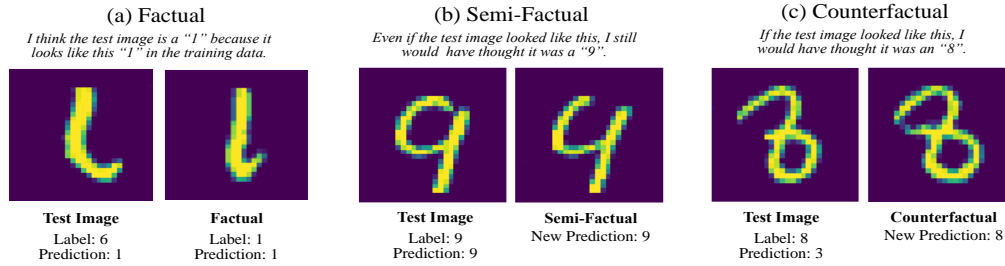 (a) Factual
I think the test image is a “1” because it
looks like this “1” in the training data.
Test Image
Label: 6
Prediction: 1
Factual
Label: 1
Prediction: 1
(b) Semi-Factual
Even if the test image looked like this, I still
would have thought it was a “9”.
Test Image
Label: 9
Prediction: 9
Semi-Factual
New Prediction: 9
(c) Counterfactual
If the test image looked like this, I
would have thought it was an “8”.
Test Image
Label: 8
Prediction: 3
Counterfactual
New Prediction: 8